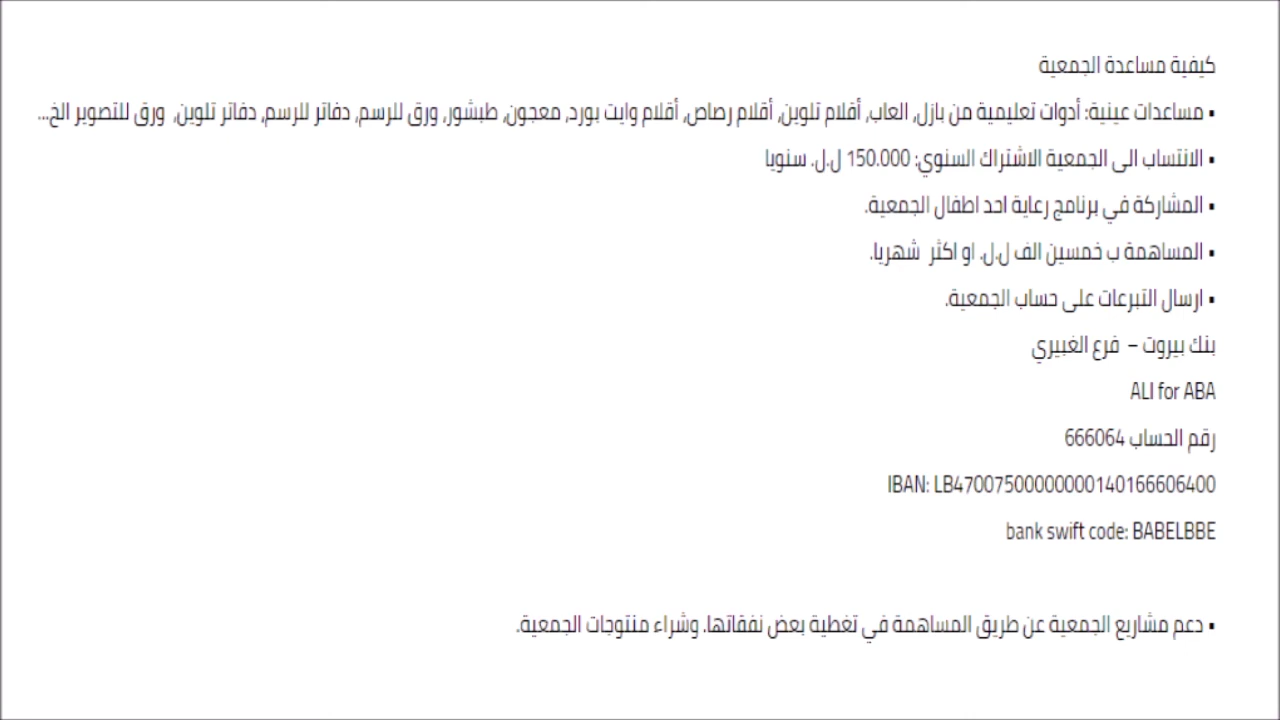 كيفية مساعدة الجمعية
▪ مساعدات عينية: أدوات تعليمية من بازل, العاب, أقلام تلوين, أقلام رصاص, أقلام وايت بورد, معجون, طبشور, ورق للرسم, دفاتر للرسم, دفاتر تلوين, ورق للتصوير الخ...
▪ الانتساب الى الجمعية الاشتراك السنوي: 150.000 ل.ل. سنويا
▪ المشاركة في برنامج رعاية احد اطفال الجمعية.
▪ المساهمة ب خمسين الف ل.ل. او اكثر شهريا.
▪ ارسال التبرعات على حساب الجمعية.
بنك بيروت – فرع الغبيري
ALI for ABA
رقم الحساب 666064
IBAN: LB47007500000000140166606400
bank swift code: BABELBBE
▪ دعم مشاريع الجمعية عن طريق المساهمة في تغطية بعض نفقاتها. وشراء منتوجات الجمعية.